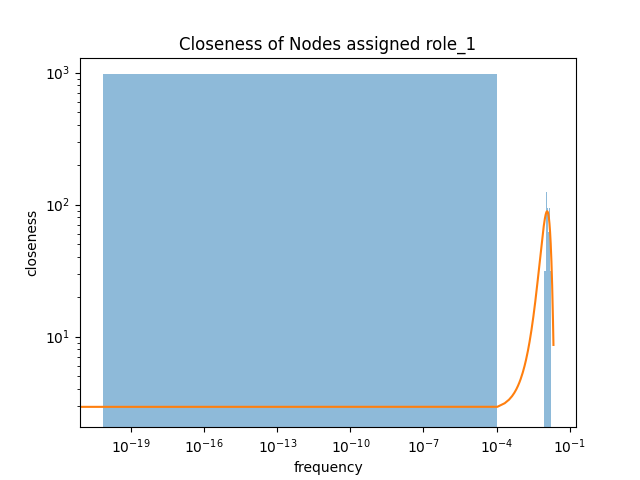 Closeness of Nodes assigned role_1
closeness
10³
10²
10¹
10⁻¹⁹ 10⁻¹⁶ 10⁻¹³ 10⁻¹⁰ 10⁻⁷ 10⁻⁴ 10⁻¹
frequency